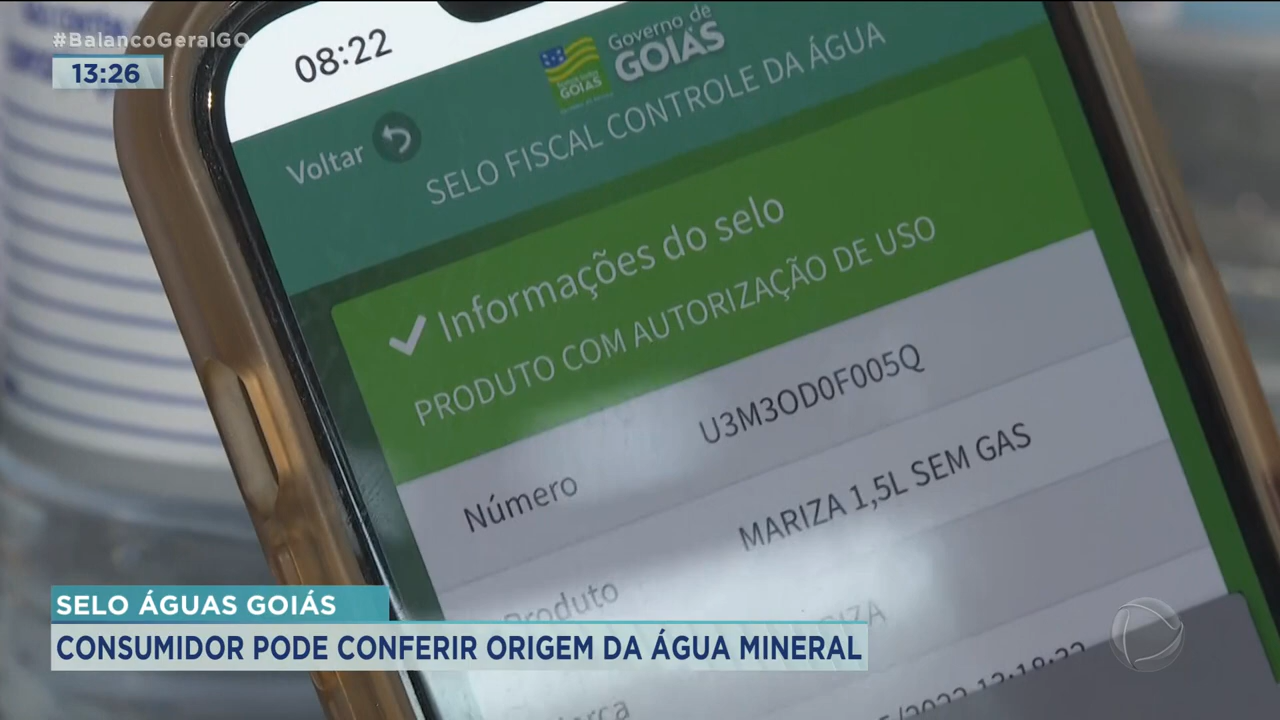 #BalancoGeralGO
13:26
08:22
Governo de
GOIÁS
GOIÁS
Voltar
SELO FISCAL CONTROLE DA ÁGUA
Informações do selo
PRODUTO COM AUTORIZAÇÃO DE USO
Número U3M3OD0F005Q
Produto MARIZA 1,5L SEM GAS
SELO ÁGUAS GOIÁS
CONSUMIDOR PODE CONFERIR ORIGEM DA ÁGUA MINERAL